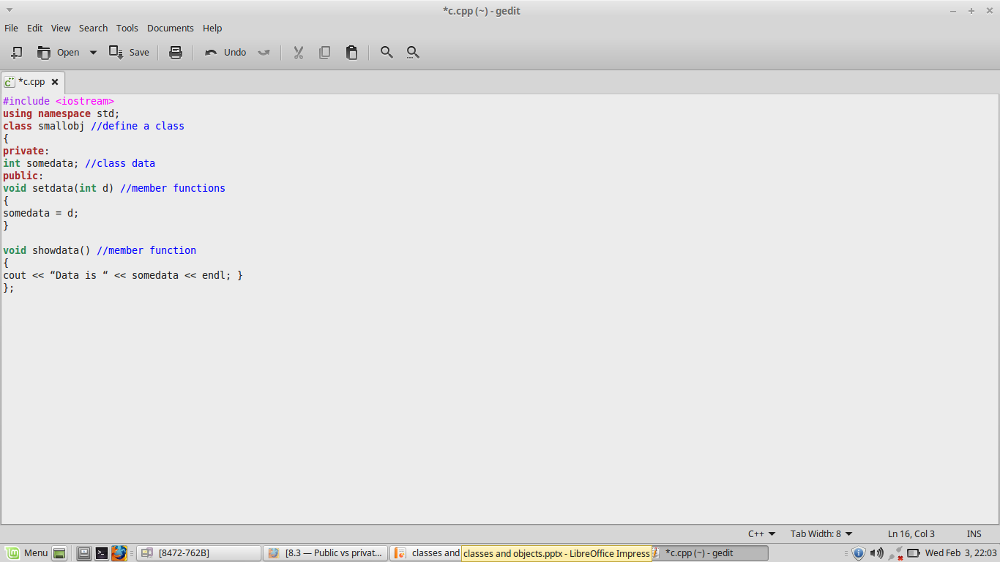 *c.cpp (~) - gedit
File Edit View Search Tools Documents Help
Open Save Undo
*c.cpp
#include <iostream>
using namespace std;
class smallobj //define a class
{
private:
int somedata; //class data
public:
void setdata(int d) //member functions
{
somedata = d;
}
void showdata() //member function
{
cout << “Data is “ << somedata << endl; }
};
C++ Tab Width: 8 Ln 16, Col 3 INS
Menu [8472-762B] [8.3 — Public vs privat... classes and classes and objects.pptx - LibreOffice Impress *c.cpp (~) - gedit Wed Feb 3, 22:03